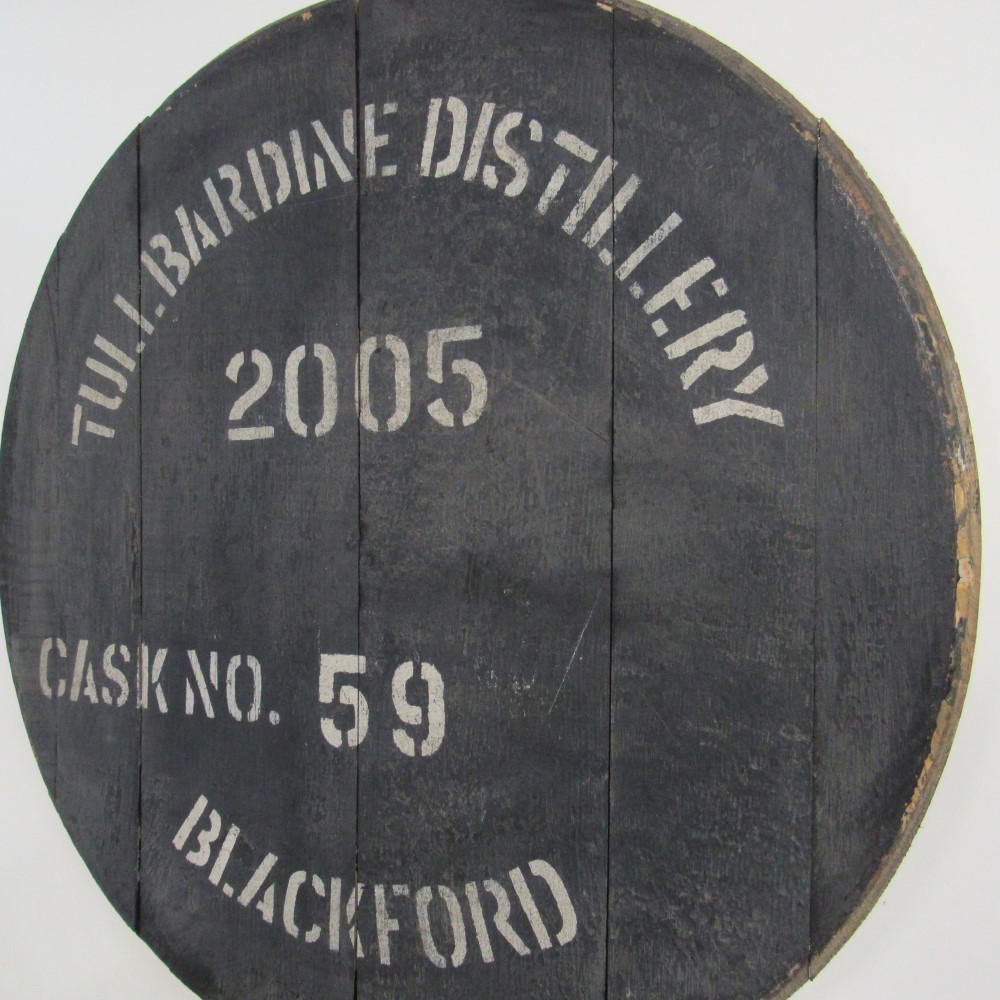 TULLIBARDINE DISTILLERY
2005
CASK NO. 59
BLACKFORD